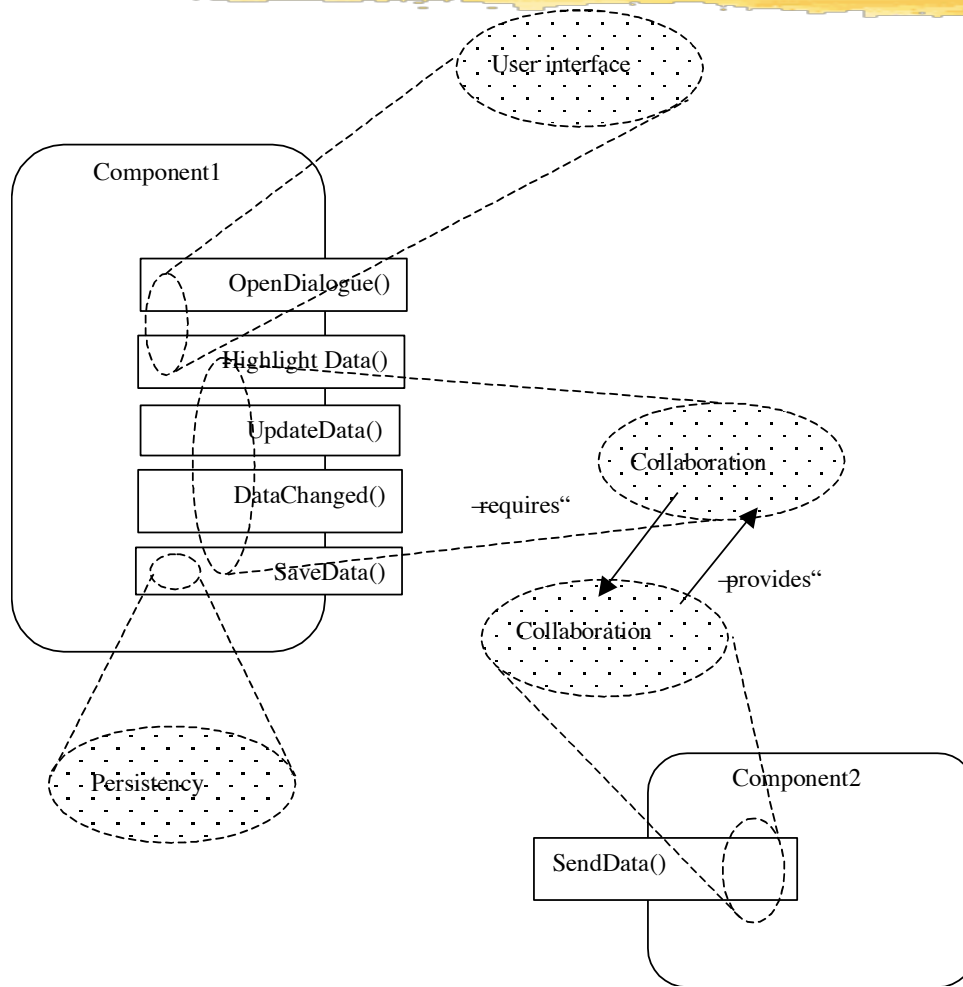 User interface
Component1
OpenDialogue()
Highlight Data()
UpdateData()
DataChanged()
SaveData()
Collaboration
–requires“
–provides“
Collaboration
Persistency
Component2
SendData()